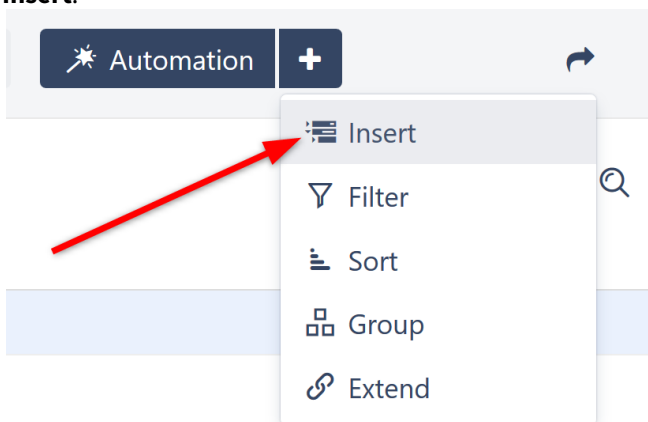 Insert.
Automation +
Insert
Filter
Sort
Group
Extend